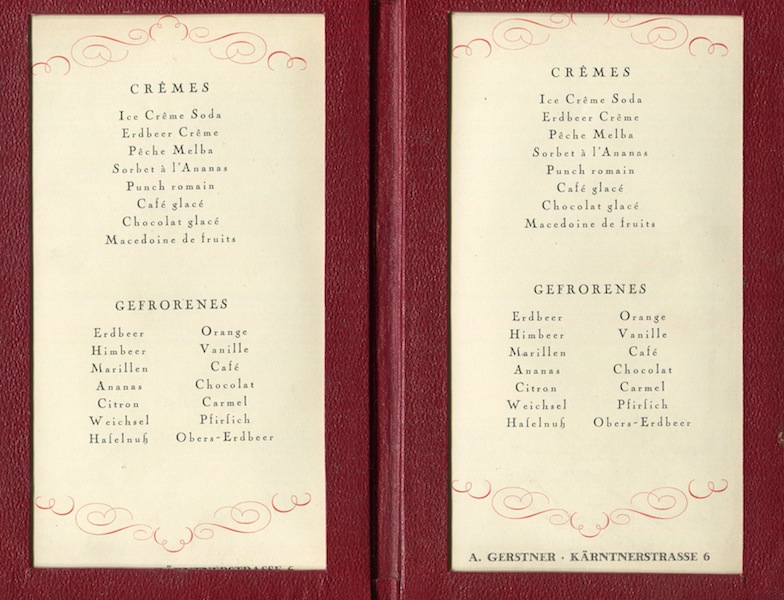 CRÊMES
Ice Crême Soda
Erdbeer Crême
Pêche Melba
Sorbet à l'Ananas
Punch romain
Café glacé
Chocolat glacé
Macedoine de fruits
GEFRORENES
Erdbeer Orange
Himbeer Vanille
Marillen Café
Ananas Chocolat
Citron Carmel
Weichsel Pfirſich
Haſelnuß Obers-Erdbeer
KÄRNTNERSTRASSE 6
CRÊMES
Ice Crême Soda
Erdbeer Crême
Pêche Melba
Sorbet à l'Ananas
Punch romain
Café glacé
Chocolat glacé
Macedoine de fruits
GEFRORENES
Erdbeer Orange
Himbeer Vanille
Marillen Café
Ananas Chocolat
Citron Carmel
Weichsel Pfirſich
Haſelnuß Obers-Erdbeer
A. GERSTNER · KÄRNTNERSTRASSE 6